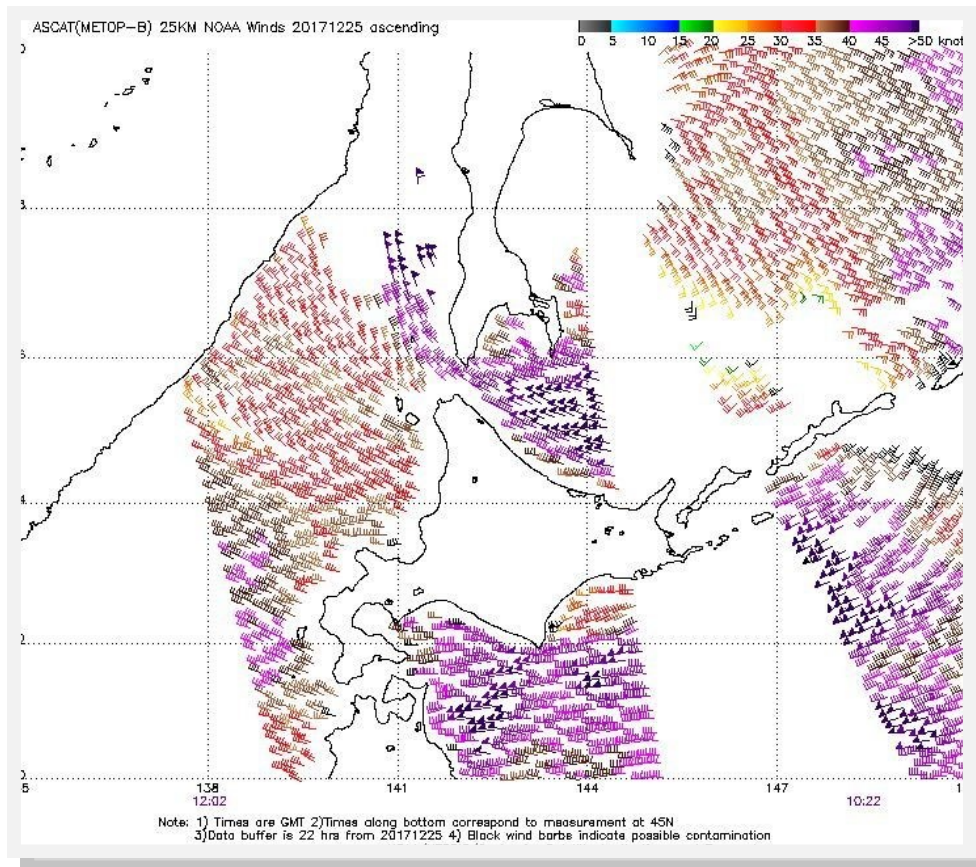 ASCAT(METOP-B) 25KM NOAA Winds 20171225 ascending
0 5 10 15 20 25 30 35 40 45 >50 knot
138 141 144 147
12:02 10:22
Note: 1) Times are GMT 2)Times along bottom correspond to measurement at 45N
3)Data buffer is 22 hrs from 20171225 4) Black wind barbs indicate possible contamination